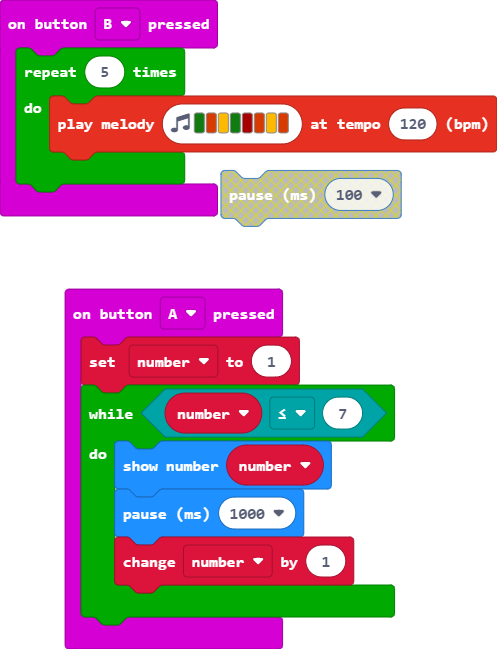 on button B pressed
repeat 5 times
do
play melody at tempo 120 (bpm)
pause (ms) 100
on button A pressed
set number to 1
while number ≤ 7
do
show number number
pause (ms) 1000
change number by 1